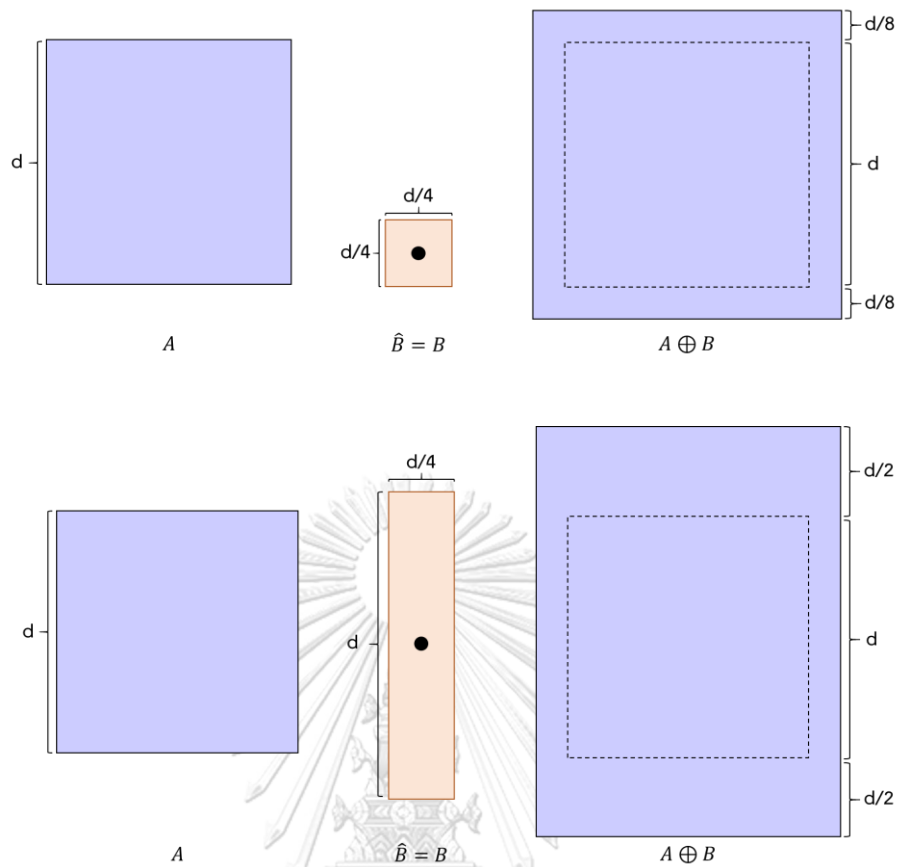 d/8
d
d/4
d/4
d
d/8
A
B̂ = B
A ⊕ B
d/4
d/2
d
d
d
d/2
A
B̂ = B
A ⊕ B